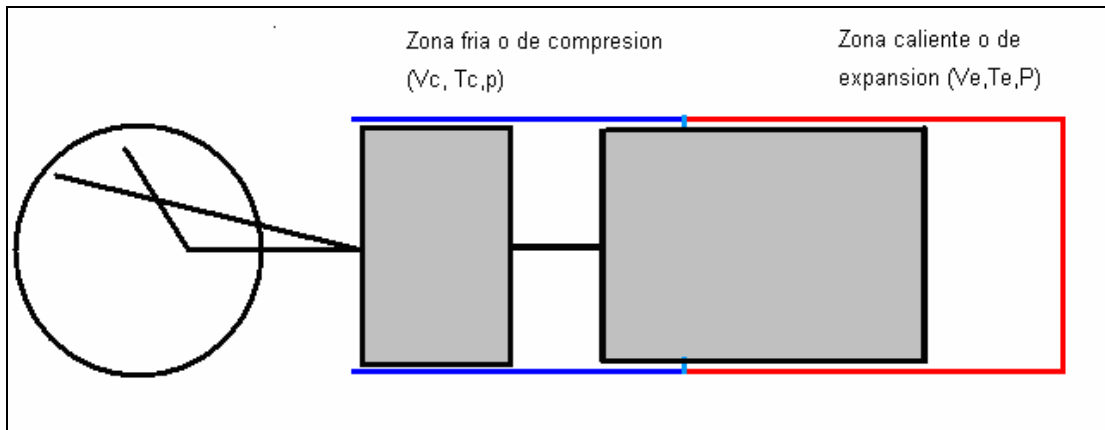 Zona fria o de compresion
(Vc, Tc,p)
Zona caliente o de
expansion (Ve,Te,P)